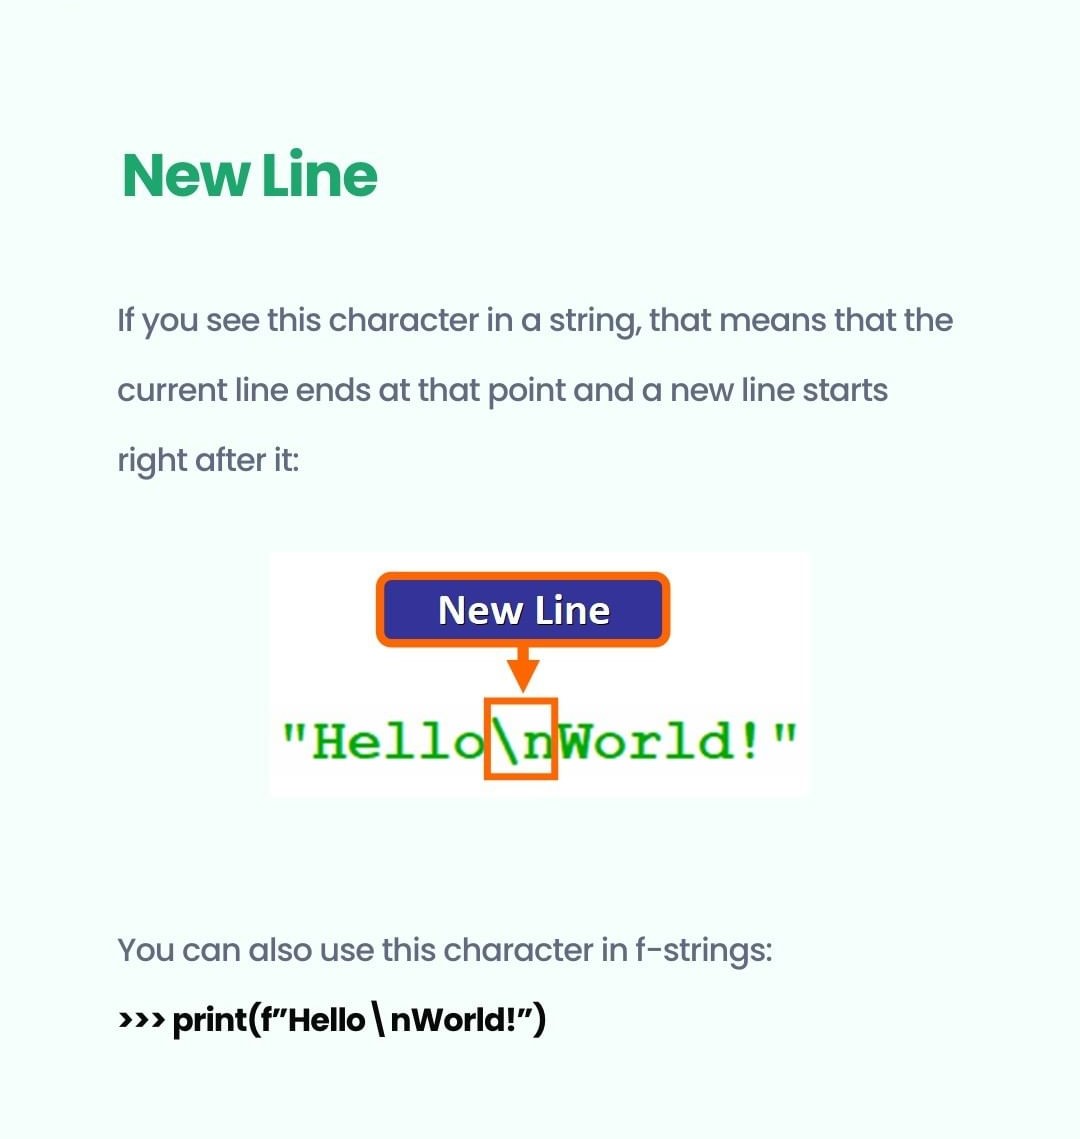 New Line
If you see this character in a string, that means that the
current line ends at that point and a new line starts
right after it:
New Line
"Hello\nWorld!"
You can also use this character in f-strings:
>>> print(f”Hello\nWorld!”)